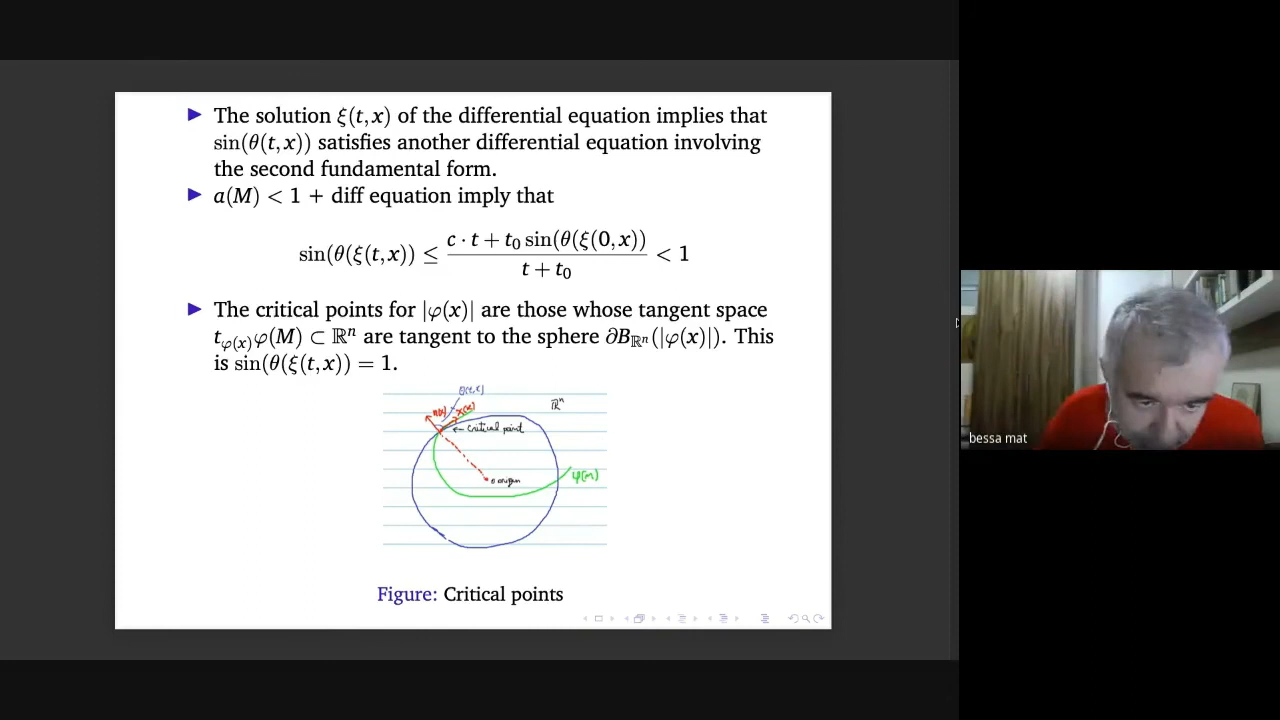 The solution ξ(t,x) of the differential equation implies that
sin(θ(t,x)) satisfies another differential equation involving
the second fundamental form.
a(M) < 1 + diff equation imply that
sin(θ(ξ(t,x)) ≤ c · t + t₀ sin(θ(ξ(0,x)) / t + t₀ < 1
The critical points for |φ(x)| are those whose tangent space
t_φ(x)φ(M) ⊂ ℝⁿ are tangent to the sphere ∂B_ℝⁿ(|φ(x)|). This
is sin(θ(ξ(t,x)) = 1.
θ(t,x)
ℝⁿ
← critical point
o origin
φ(M)
Figure: Critical points
bessa mat